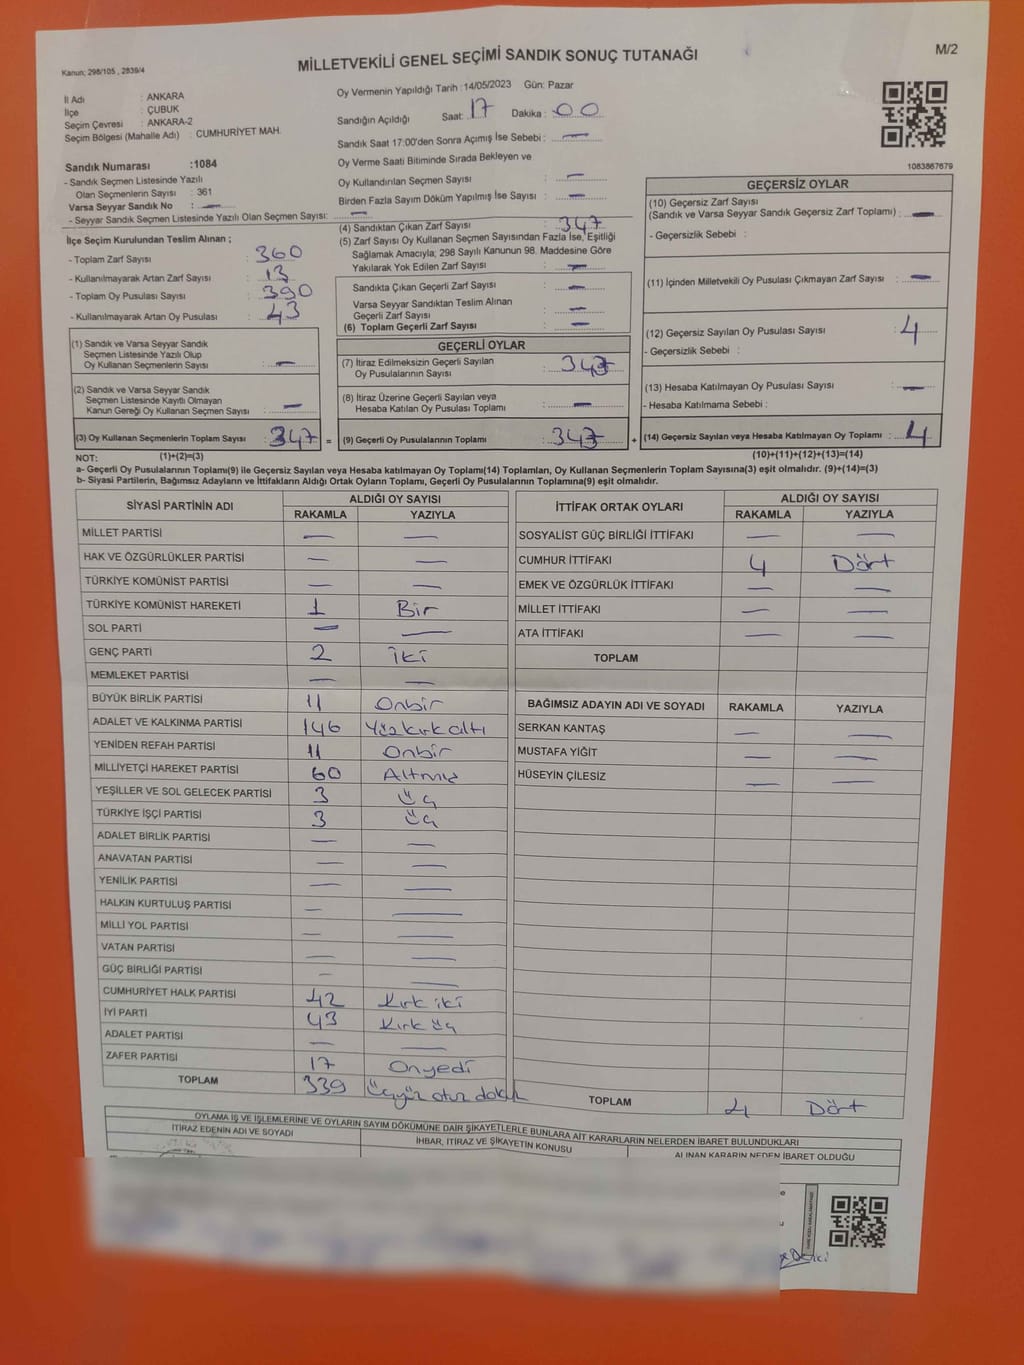 MİLLETVEKİLİ GENEL SEÇİMİ SANDIK SONUÇ TUTANAĞI
M/2
Kanun; 298/105 , 2839/4
İl Adı : ANKARA
İlçe : ÇUBUK
Seçim Çevresi : ANKARA-2
Seçim Bölgesi (Mahalle Adı) : CUMHURİYET MAH.
Oy Vermenin Yapıldığı Tarih : 14/05/2023 Gün: Pazar
Sandığın Açıldığı Saat: 17 Dakika : 00
Sandık Saat 17:00'den Sonra Açımış İse Sebebi : —
Oy Verme Saati Bitiminde Sırada Bekleyen ve
Oy Kullandırılan Seçmen Sayısı : —
Birden Fazla Sayım Döküm Yapılmış İse Sayısı : —
1083867679
Sandık Numarası :1084
- Sandık Seçmen Listesinde Yazılı
Olan Seçmenlerin Sayısı : 361
Varsa Seyyar Sandık No : —
- Seyyar Sandık Seçmen Listesinde Yazılı Olan Seçmen Sayısı: —
İlçe Seçim Kurulundan Teslim Alınan ;
- Toplam Zarf Sayısı : 360
- Kullanılmayarak Artan Zarf Sayısı : 13
- Toplam Oy Pusulası Sayısı : 390
- Kullanılmayarak Artan Oy Pusulası : 43
(4) Sandıktan Çıkan Zarf Sayısı : 347
(5) Zarf Sayısı Oy Kullanan Seçmen Sayısından Fazla İse, Eşitliği
Sağlamak Amacıyla; 298 Sayılı Kanunun 98. Maddesine Göre
Yakılarak Yok Edilen Zarf Sayısı : —
Sandıkta Çıkan Geçerli Zarf Sayısı : —
Varsa Seyyar Sandıktan Teslim Alınan
Geçerli Zarf Sayısı : —
(6) Toplam Geçerli Zarf Sayısı : —
GEÇERSİZ OYLAR
(10) Geçersiz Zarf Sayısı
(Sandık ve Varsa Seyyar Sandık Geçersiz Zarf Toplamı) : —
- Geçersizlik Sebebi :
(11) İçinden Milletvekili Oy Pusulası Çıkmayan Zarf Sayısı : —
(12) Geçersiz Sayılan Oy Pusulası Sayısı : 4
- Geçersizlik Sebebi :
(13) Hesaba Katılmayan Oy Pusulası Sayısı : —
- Hesaba Katılmama Sebebi :
(14) Geçersiz Sayılan veya Hesaba Katılmayan Oy Toplamı : 4
(1) Sandık ve Varsa Seyyar Sandık
Seçmen Listesinde Yazılı Olup
Oy Kullanan Seçmenlerin Sayısı : —
(2) Sandık ve Varsa Seyyar Sandık
Seçmen Listesinde Kayıtlı Olmayan
Kanun Gereği Oy Kullanan Seçmen Sayısı : —
(3) Oy Kullanan Seçmenlerin Toplam Sayısı : 347 =
GEÇERLİ OYLAR
(7) İtiraz Edilmeksizin Geçerli Sayılan
Oy Pusulalarının Sayısı : 343
(8) İtiraz Üzerine Geçerli Sayılan veya
Hesaba Katılan Oy Pusulası Toplamı : —
(9) Geçerli Oy Pusulalarının Toplamı : 343 +
NOT: (1)+(2)=(3)
(10)+(11)+(12)+(13)=(14)
a- Geçerli Oy Pusulalarının Toplamı(9) ile Geçersiz Sayılan veya Hesaba katılmayan Oy Toplamı(14) Toplamları, Oy Kullanan Seçmenlerin Toplam Sayısına(3) eşit olmalıdır. (9)+(14)=(3)
b- Siyasi Partilerin, Bağımsız Adayların ve İttifakların Aldığı Ortak Oyların Toplamı, Geçerli Oy Pusulalarının Toplamına(9) eşit olmalıdır.
SİYASİ PARTİNİN ADI ALDIĞI OY SAYISI
RAKAMLA YAZIYLA
MİLLET PARTİSİ — —
HAK VE ÖZGÜRLÜKLER PARTİSİ — —
TÜRKİYE KOMÜNİST PARTİSİ — —
TÜRKİYE KOMÜNİST HAREKETİ 1 Bir
SOL PARTİ — —
GENÇ PARTİ 2 İki
MEMLEKET PARTİSİ — —
BÜYÜK BİRLİK PARTİSİ 11 Onbir
ADALET VE KALKINMA PARTİSİ 146 Yüzkırkaltı
YENİDEN REFAH PARTİSİ 11 Onbir
MİLLİYETÇİ HAREKET PARTİSİ 60 Altmış
YEŞİLLER VE SOL GELECEK PARTİSİ 3 Üç
TÜRKİYE İŞÇİ PARTİSİ 3 Üç
ADALET BİRLİK PARTİSİ — —
ANAVATAN PARTİSİ — —
YENİLİK PARTİSİ — —
HALKIN KURTULUŞ PARTİSİ — —
MİLLİ YOL PARTİSİ — —
VATAN PARTİSİ — —
GÜÇ BİRLİĞİ PARTİSİ — —
CUMHURİYET HALK PARTİSİ 42 Kırk iki
İYİ PARTİ 43 Kırk üç
ADALET PARTİSİ — —
ZAFER PARTİSİ 17 Onyedi
TOPLAM 339 Üçyüz otuz dokuz
İTTİFAK ORTAK OYLARI ALDIĞI OY SAYISI
RAKAMLA YAZIYLA
SOSYALİST GÜÇ BİRLİĞİ İTTİFAKI — —
CUMHUR İTTİFAKI 4 Dört
EMEK VE ÖZGÜRLÜK İTTİFAKI — —
MİLLET İTTİFAKI — —
ATA İTTİFAKI — —
TOPLAM
BAĞIMSIZ ADAYIN ADI VE SOYADI RAKAMLA YAZIYLA
SERKAN KANTAŞ — —
MUSTAFA YİĞİT — —
HÜSEYİN ÇİLESİZ — —
TOPLAM 4 Dört
OYLAMA İŞ VE İŞLEMLERİNE VE OYLARIN SAYIM DÖKÜMÜNE DAİR ŞİKAYETLERLE BUNLARA AİT KARARLARIN NELERDEN İBARET BULUNDUKLARI
İTİRAZ EDENİN ADI VE SOYADI
İHBAR, İTİRAZ VE ŞİKAYETİN KONUSU
ALINAN KARARIN NEDEN İBARET OLDUĞU